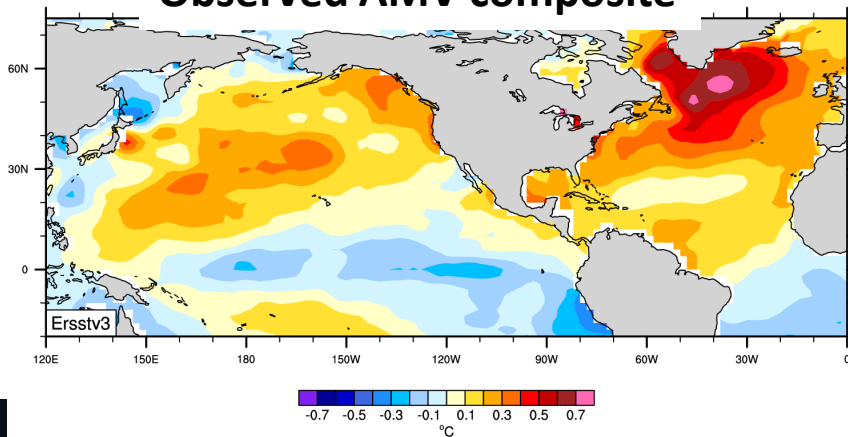 Observed AMV composite
60N
30N
0
Ersstv3
120E 150E 180 150W 120W 90W 60W 30W 0
-0.7 -0.5 -0.3 -0.1 0.1 0.3 0.5 0.7
°C